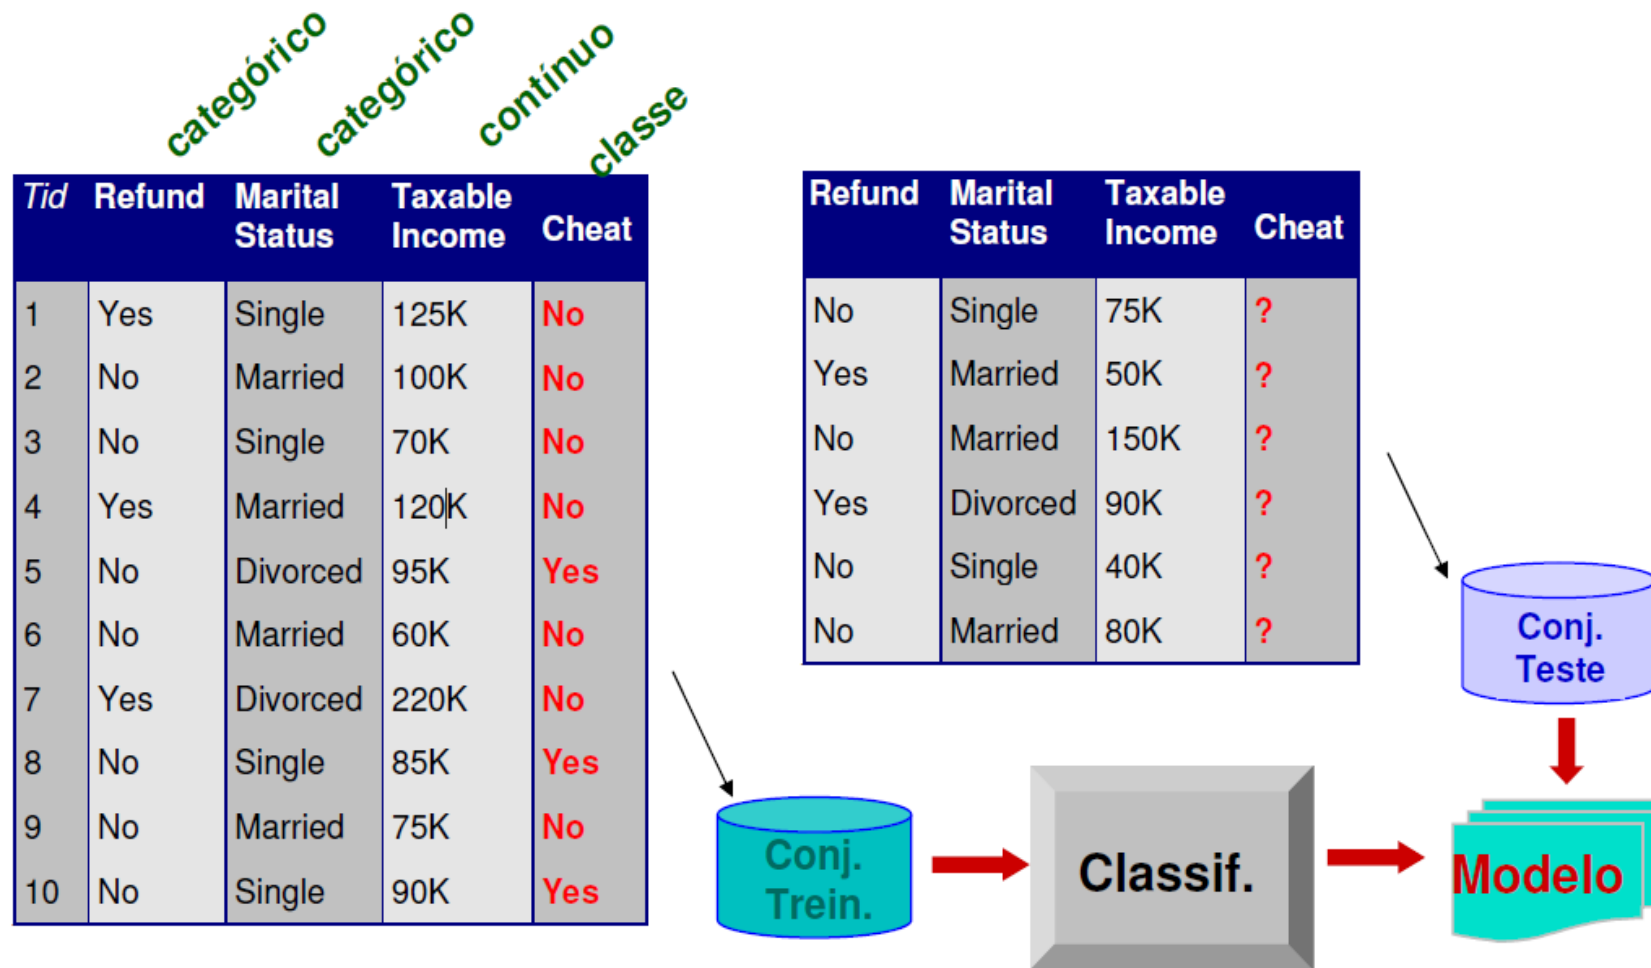 categórico
categórico
contínuo
classe
Tid Refund Marital Status Taxable Income Cheat
1 Yes Single 125K No
2 No Married 100K No
3 No Single 70K No
4 Yes Married 120K No
5 No Divorced 95K Yes
6 No Married 60K No
7 Yes Divorced 220K No
8 No Single 85K Yes
9 No Married 75K No
10 No Single 90K Yes
Refund Marital Status Taxable Income Cheat
No Single 75K ?
Yes Married 50K ?
No Married 150K ?
Yes Divorced 90K ?
No Single 40K ?
No Married 80K ?
Conj.
Teste
Conj.
Trein.
Classif.
Modelo